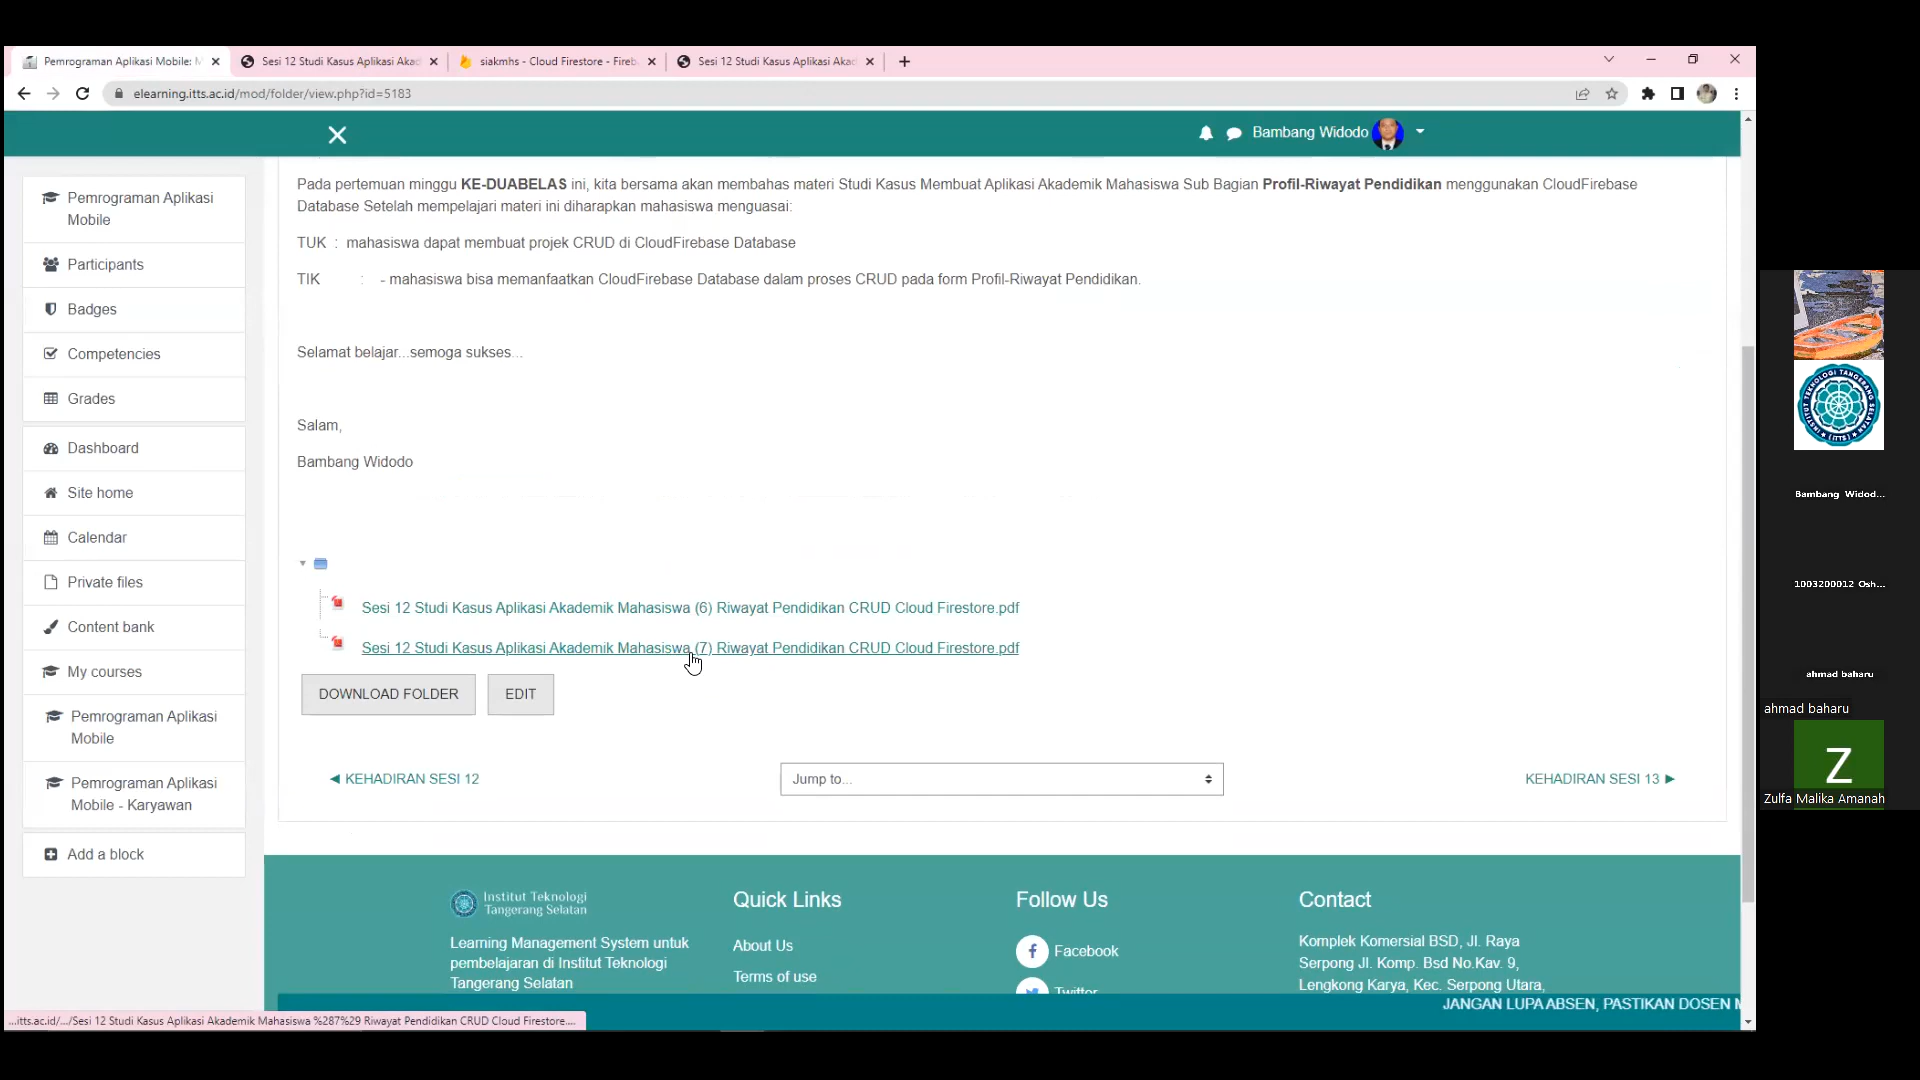 Pemrograman Aplikasi Mobile: M
Sesi 12 Studi Kasus Aplikasi Akad
siakmhs - Cloud Firestore - Fireb
Sesi 12 Studi Kasus Aplikasi Akad
elearning.itts.ac.id/mod/folder/view.php?id=5183
Bambang Widodo
Pemrograman Aplikasi
Mobile
Participants
Badges
Competencies
Grades
Dashboard
Site home
Calendar
Private files
Content bank
My courses
Pemrograman Aplikasi
Mobile
Pemrograman Aplikasi
Mobile - Karyawan
Add a block
Pada pertemuan minggu KE-DUABELAS ini, kita bersama akan membahas materi Studi Kasus Membuat Aplikasi Akademik Mahasiswa Sub Bagian Profil-Riwayat Pendidikan menggunakan CloudFirebase
Database Setelah mempelajari materi ini diharapkan mahasiswa menguasai:
TUK : mahasiswa dapat membuat projek CRUD di CloudFirebase Database
TIK : - mahasiswa bisa memanfaatkan CloudFirebase Database dalam proses CRUD pada form Profil-Riwayat Pendidikan.
Selamat belajar...semoga sukses...
Salam,
Bambang Widodo
Sesi 12 Studi Kasus Aplikasi Akademik Mahasiswa (6) Riwayat Pendidikan CRUD Cloud Firestore.pdf
Sesi 12 Studi Kasus Aplikasi Akademik Mahasiswa (7) Riwayat Pendidikan CRUD Cloud Firestore.pdf
DOWNLOAD FOLDER
EDIT
◀ KEHADIRAN SESI 12
Jump to...
KEHADIRAN SESI 13 ▶
Institut Teknologi
Tangerang Selatan
Learning Management System untuk
pembelajaran di Institut Teknologi
Tangerang Selatan
Quick Links
About Us
Terms of use
Follow Us
Facebook
Twitter
Contact
Komplek Komersial BSD, Jl. Raya
Serpong Jl. Komp. Bsd No.Kav. 9,
Lengkong Karya, Kec. Serpong Utara,
JANGAN LUPA ABSEN, PASTIKAN DOSEN M
...itts.ac.id/.../Sesi 12 Studi Kasus Aplikasi Akademik Mahasiswa %287%29 Riwayat Pendidikan CRUD Cloud Firestore....
INSTITUT TEKNOLOGI TANGERANG SELATAN
(ITTS)
Bambang Widod...
1003200012 Osh...
ahmad baharu
ahmad baharu
Z
Zulfa Malika Amanah